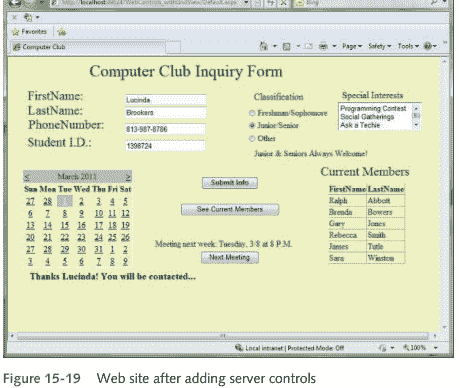 http://localhost
Bing
x
Favorites
Computer Club
Page Safety Tools
Computer Club Inquiry Form
FirstName: Lucinda
LastName: Brookers
PhoneNumber: 813-987-8786
Student I.D.: 1398724
Classification
Freshman/Sophomore
Junior/Senior
Other
Junior & Seniors Always Welcome!
Special Interests
Programming Contest
Social Gatherings
Ask a Techie
< March 2011 >
Sun Mon Tue Wed Thu Fri Sat
27 28 1 2 3 4 5
6 7 8 9 10 11 12
13 14 15 16 17 18 19
20 21 22 23 24 25 26
27 28 29 30 31 1 2
3 4 5 6 7 8 9
Thanks Lucinda! You will be contacted...
Submit Info
See Current Members
Meeting next week: Tuesday, 3/8 at 8 P.M.
Next Meeting
Current Members
FirstName LastName
Ralph Abbott
Brenda Bowers
Gary Jones
Rebecca Smith
James Tutle
Sara Winston
Local intranet | Protected Mode: Off
100%
Figure 15-19 Web site after adding server controls